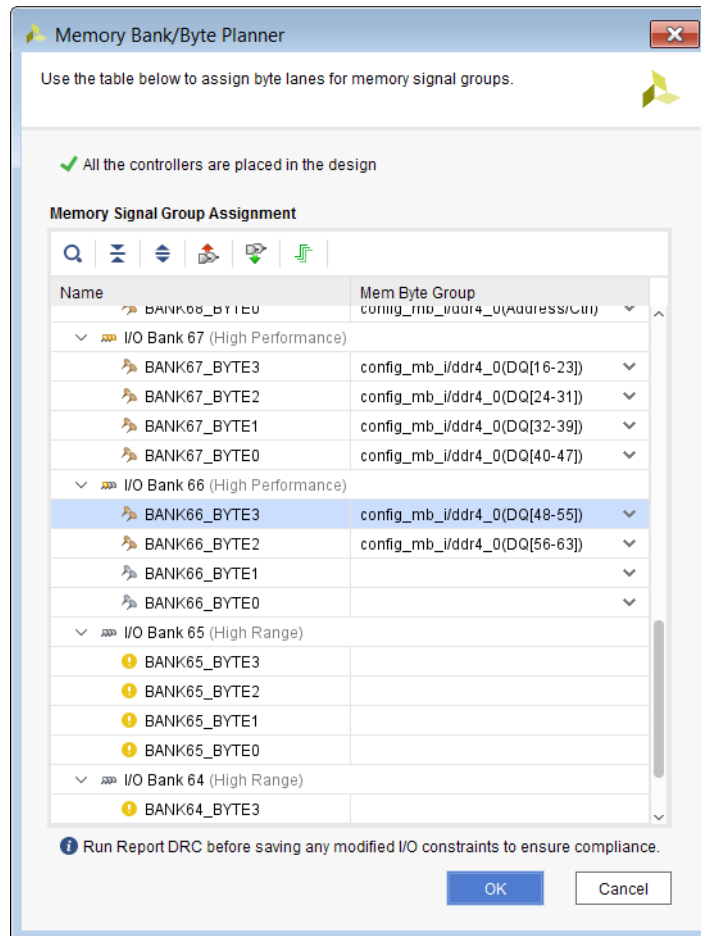 Memory Bank/Byte Planner
Use the table below to assign byte lanes for memory signal groups.
All the controllers are placed in the design
Memory Signal Group Assignment
Name Mem Byte Group
BANK68_BYTE0 config_mb_i/ddr4_0(Address/Ctrl)
I/O Bank 67 (High Performance)
BANK67_BYTE3 config_mb_i/ddr4_0(DQ[16-23])
BANK67_BYTE2 config_mb_i/ddr4_0(DQ[24-31])
BANK67_BYTE1 config_mb_i/ddr4_0(DQ[32-39])
BANK67_BYTE0 config_mb_i/ddr4_0(DQ[40-47])
I/O Bank 66 (High Performance)
BANK66_BYTE3 config_mb_i/ddr4_0(DQ[48-55])
BANK66_BYTE2 config_mb_i/ddr4_0(DQ[56-63])
BANK66_BYTE1
BANK66_BYTE0
I/O Bank 65 (High Range)
BANK65_BYTE3
BANK65_BYTE2
BANK65_BYTE1
BANK65_BYTE0
I/O Bank 64 (High Range)
BANK64_BYTE3
Run Report DRC before saving any modified I/O constraints to ensure compliance.
OK Cancel